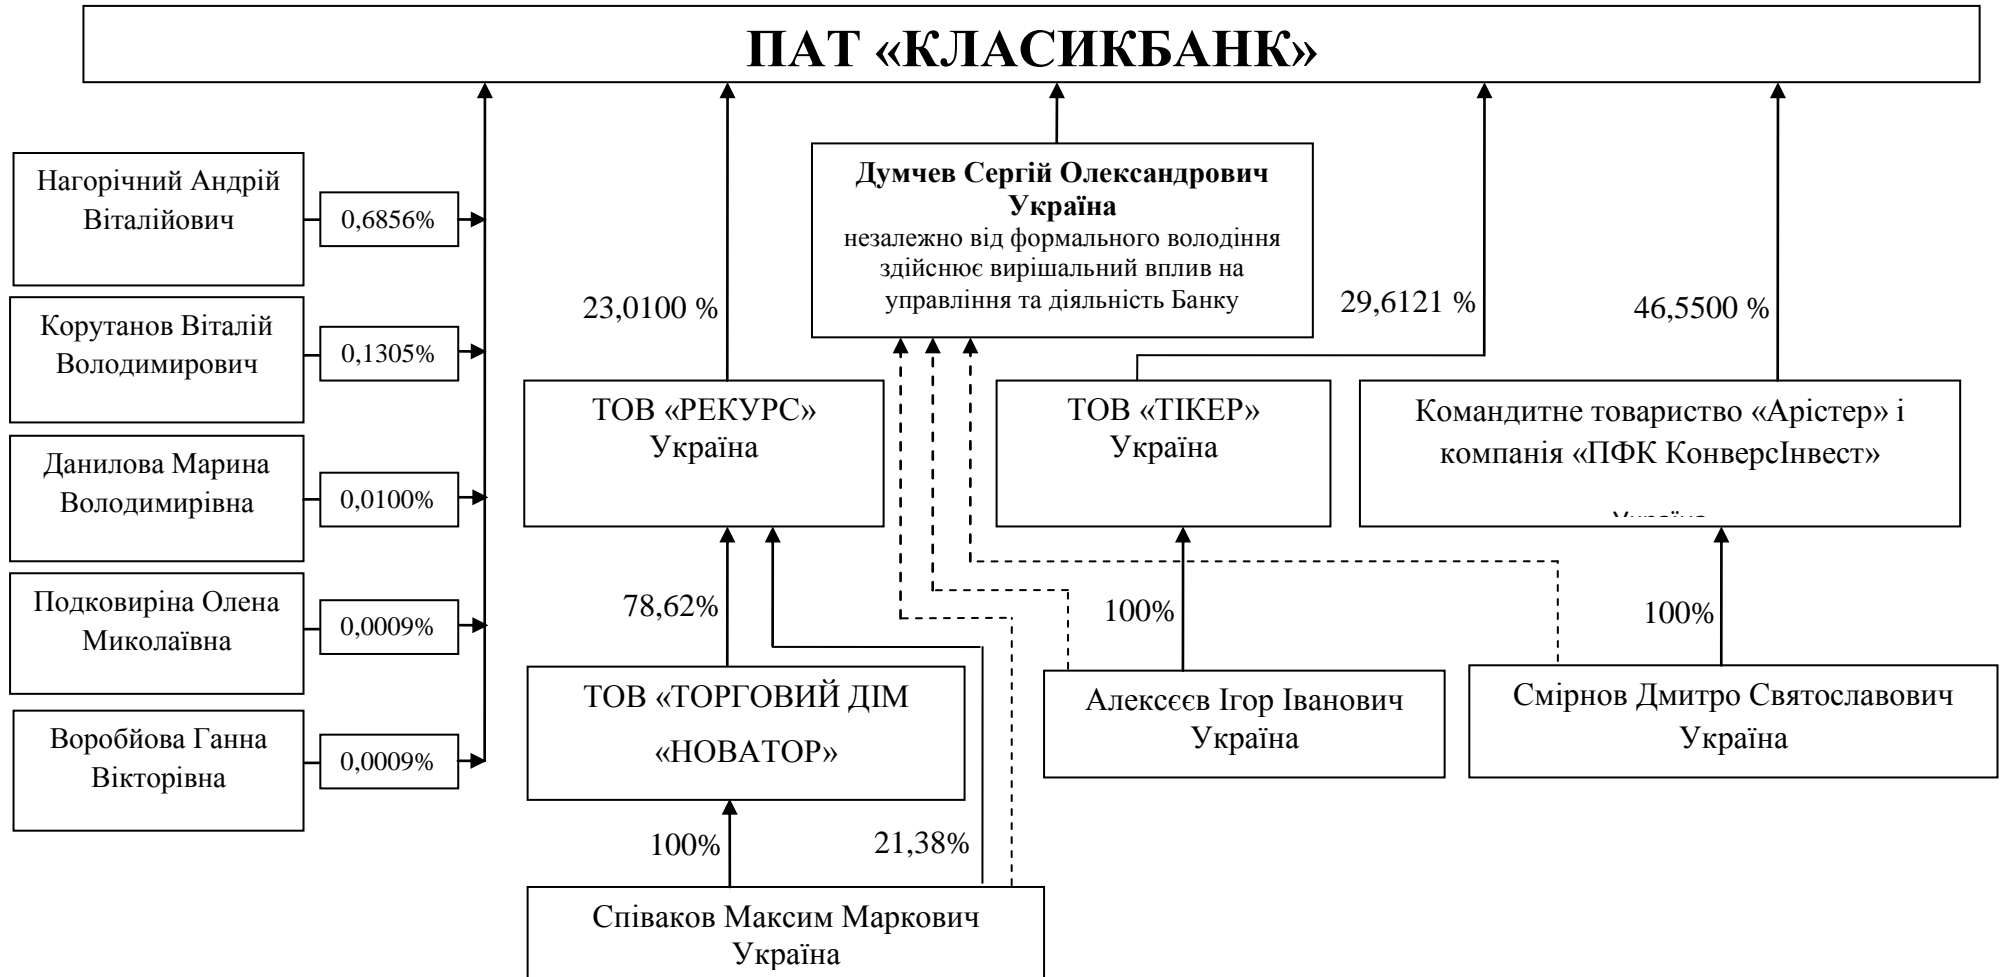 ПАТ «КЛАСИКБАНК»
Нагорічний Андрій
Віталійович
0,6856%
Корутанов Віталій
Володимирович
0,1305%
Данилова Марина
Володимирівна
0,0100%
Подковиріна Олена
Миколаївна
0,0009%
Воробйова Ганна
Вікторівна
0,0009%
Думчев Сергій Олександрович
Україна
незалежно від формального володіння
здійснює вирішальний вплив на
управління та діяльність Банку
23,0100 %
29,6121 %
46,5500 %
ТОВ «РЕКУРС»
Україна
ТОВ «ТІКЕР»
Україна
Командитне товариство «Арістер» і
компанія «ПФК КонверсІнвест»
78,62%
100%
100%
ТОВ «ТОРГОВИЙ ДІМ
«НОВАТОР»
Алексєєв Ігор Іванович
Україна
Смірнов Дмитро Святославович
Україна
100%
21,38%
Співаков Максим Маркович
Україна